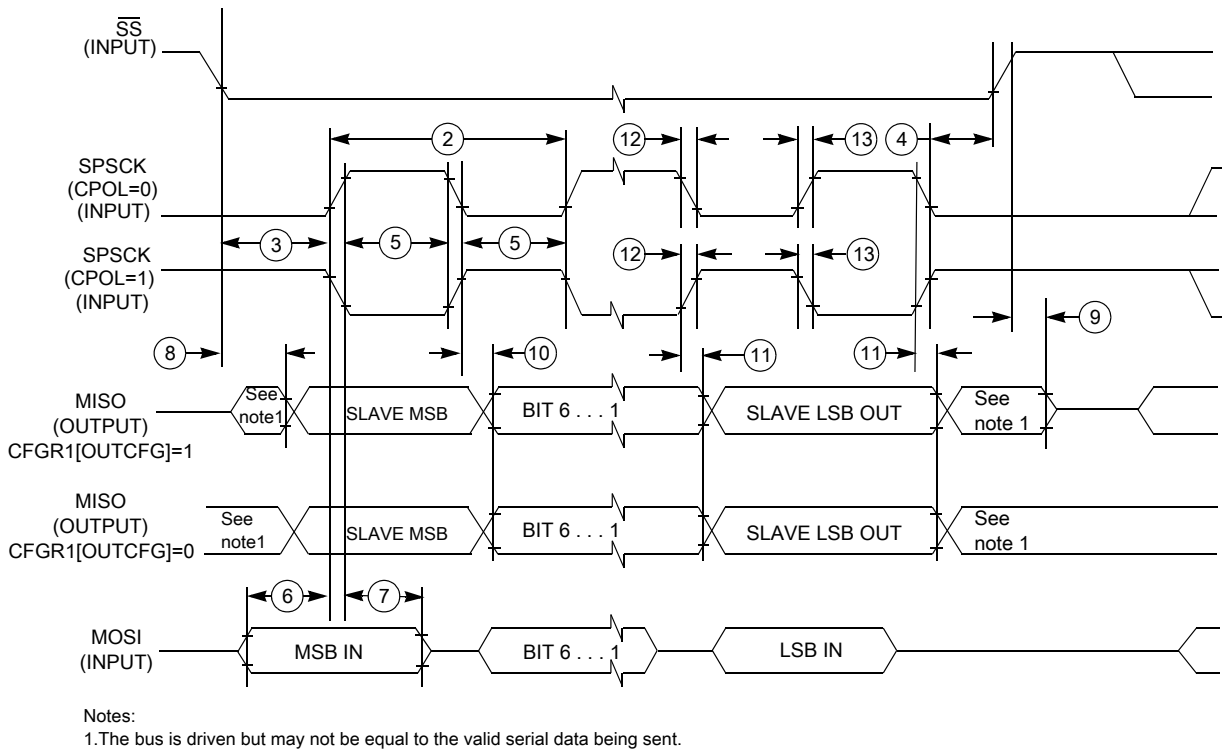 SS
(INPUT)
2
12
13
4
SPSCK
(CPOL=0)
(INPUT)
3
5
5
SPSCK
(CPOL=1)
(INPUT)
12
13
9
8
10
11
11
MISO
(OUTPUT)
CFGR1[OUTCFG]=1
See
note1
SLAVE MSB
BIT 6 . . . 1
SLAVE LSB OUT
See
note 1
MISO
(OUTPUT)
CFGR1[OUTCFG]=0
See
note1
SLAVE MSB
BIT 6 . . . 1
SLAVE LSB OUT
See
note 1
6
7
MOSI
(INPUT)
MSB IN
BIT 6 . . . 1
LSB IN
Notes:
1.The bus is driven but may not be equal to the valid serial data being sent.